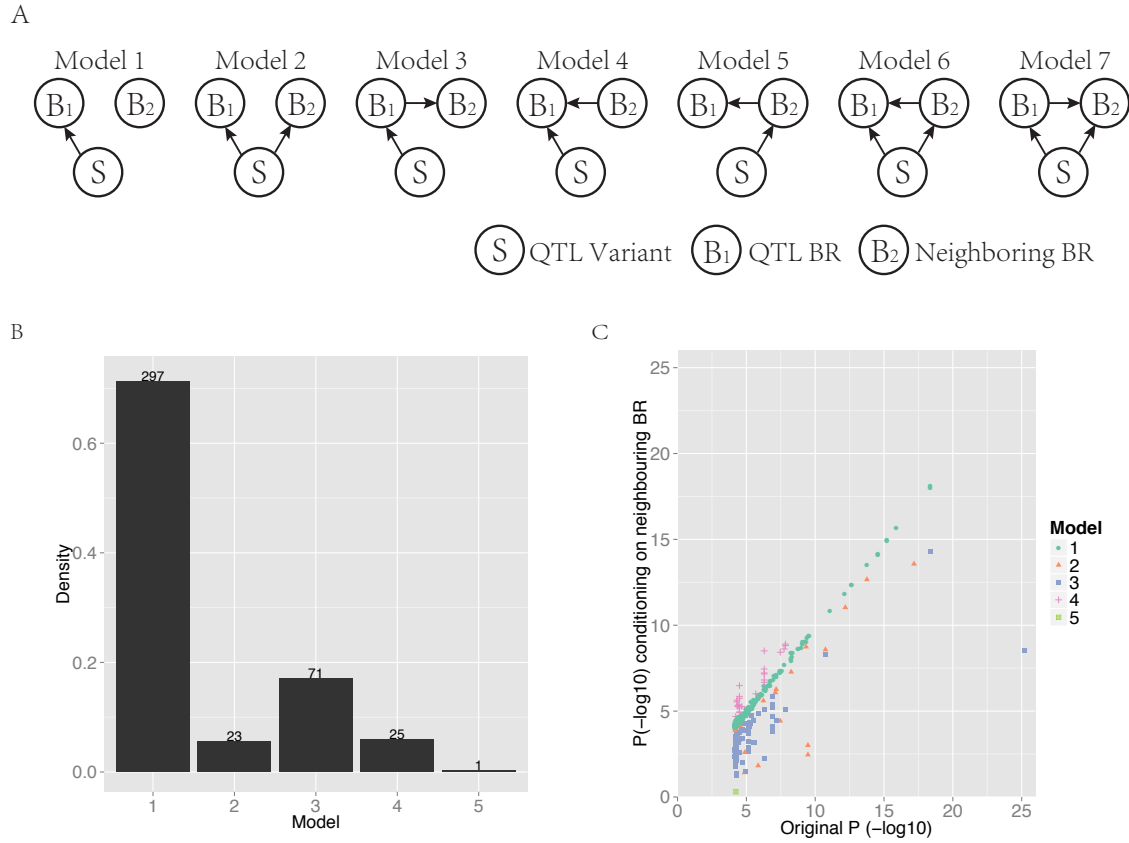 A
Model 1 Model 2 Model 3 Model 4 Model 5 Model 6 Model 7
B1 B2 B1 B2 B1 B2 B1 B2 B1 B2 B1 B2 B1 B2
S S S S S S S
S QTL Variant B1 QTL BR B2 Neighboring BR
B
297
23
71
25
1
0.6
0.4
0.2
0.0
Density
1 2 3 4 5
Model
C
25
20
15
10
5
0
P(-log10) conditioning on neighbouring BR
0 5 10 15 20 25
Original P (-log10)
Model
1
2
3
4
5